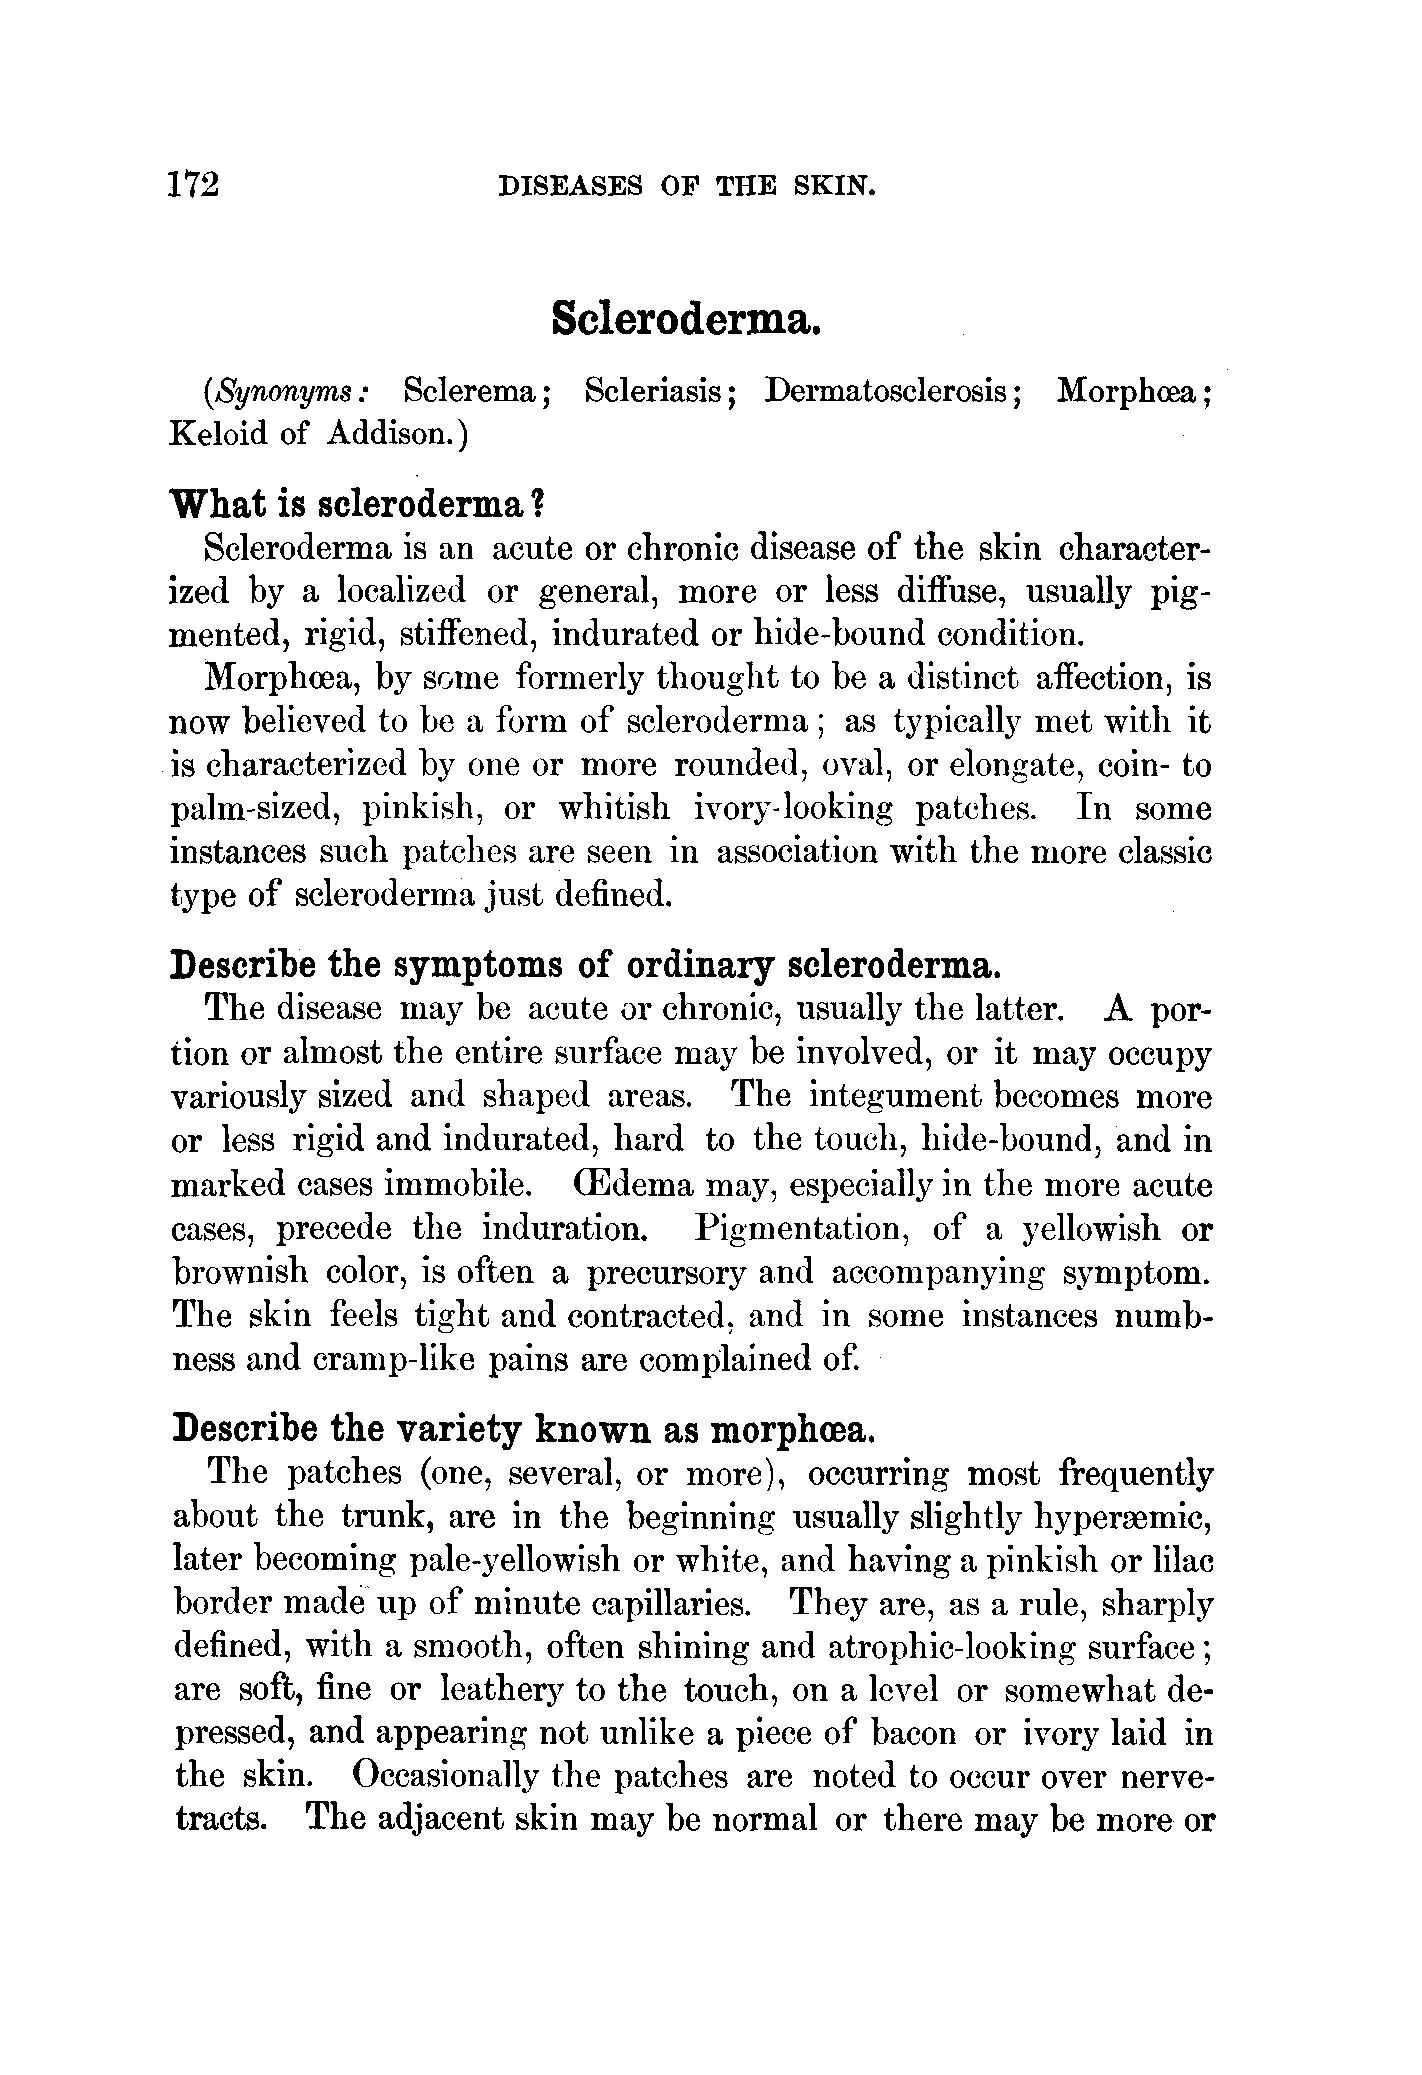 172 DISEASES OF THE SKIN.
Scleroderma.
(Synonyms: Sclerema; Scleriasis; Dermatosclerosis; Morphœa;
Keloid of Addison.)
What is scleroderma?
Scleroderma is an acute or chronic disease of the skin character-
ized by a localized or general, more or less diffuse, usually pig-
mented, rigid, stiffened, indurated or hide-bound condition.
Morphœa, by some formerly thought to be a distinct affection, is
now believed to be a form of scleroderma; as typically met with it
is characterized by one or more rounded, oval, or elongate, coin- to
palm-sized, pinkish, or whitish ivory-looking patches. In some
instances such patches are seen in association with the more classic
type of scleroderma just defined.
Describe the symptoms of ordinary scleroderma.
The disease may be acute or chronic, usually the latter. A por-
tion or almost the entire surface may be involved, or it may occupy
variously sized and shaped areas. The integument becomes more
or less rigid and indurated, hard to the touch, hide-bound, and in
marked cases immobile. Œdema may, especially in the more acute
cases, precede the induration. Pigmentation, of a yellowish or
brownish color, is often a precursory and accompanying symptom.
The skin feels tight and contracted, and in some instances numb-
ness and cramp-like pains are complained of.
Describe the variety known as morphœa.
The patches (one, several, or more), occurring most frequently
about the trunk, are in the beginning usually slightly hyperæmic,
later becoming pale-yellowish or white, and having a pinkish or lilac
border made up of minute capillaries. They are, as a rule, sharply
defined, with a smooth, often shining and atrophic-looking surface;
are soft, fine or leathery to the touch, on a level or somewhat de-
pressed, and appearing not unlike a piece of bacon or ivory laid in
the skin. Occasionally the patches are noted to occur over nerve-
tracts. The adjacent skin may be normal or there may be more or